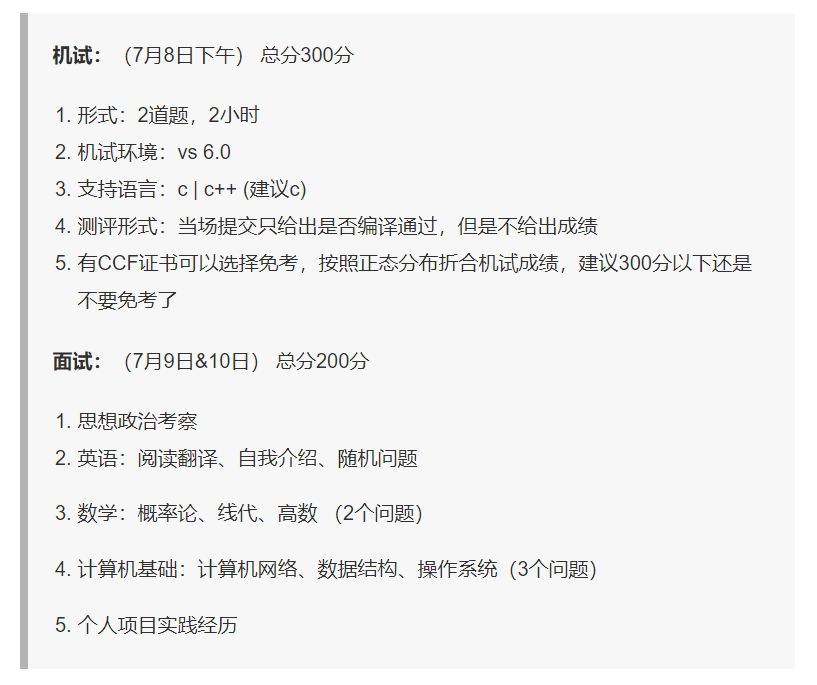 机试：（7月8日下午） 总分300分
1. 形式：2道题，2小时
2. 机试环境：vs 6.0
3. 支持语言：c | c++ (建议c)
4. 测评形式：当场提交只给出是否编译通过，但是不给出成绩
5. 有CCF证书可以选择免考，按照正态分布折合机试成绩，建议300分以下还是
不要免考了
面试：（7月9日&10日） 总分200分
1. 思想政治考察
2. 英语：阅读翻译、自我介绍、随机问题
3. 数学：概率论、线代、高数 （2个问题）
4. 计算机基础：计算机网络、数据结构、操作系统（3个问题）
5. 个人项目实践经历